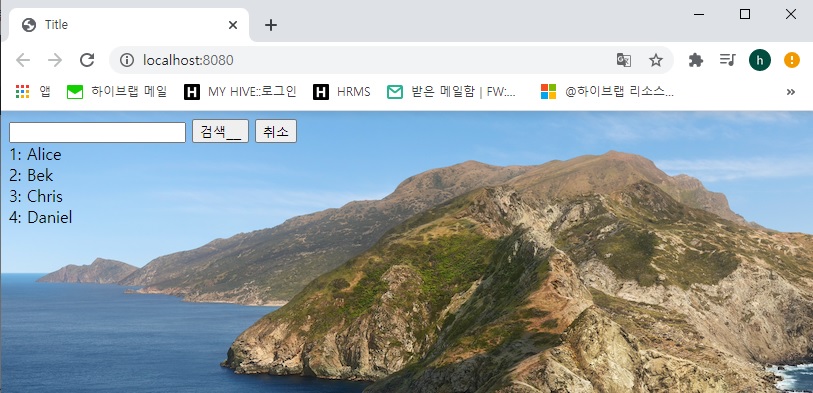 Title
localhost:8080
h
앱 하이브랩 메일 MY HIVE::로그인 HRMS 받은 메일함 | FW:... @하이브랩 리소스...
검색__ 취소
1: Alice
2: Bek
3: Chris
4: Daniel